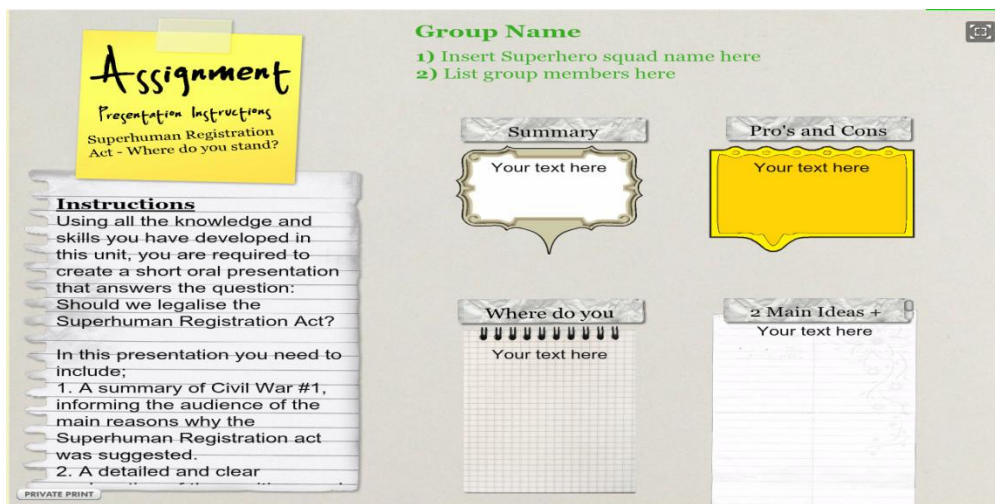 Assignment
Presentation Instructions
Superhuman Registration
Act - Where do you stand?
Instructions
Using all the knowledge and
skills you have developed in
this unit, you are required to
create a short oral presentation
that answers the question:
Should we legalise the
Superhuman Registration Act?
In this presentation you need to
include;
1. A summary of Civil War #1,
informing the audience of the
main reasons why the
Superhuman Registration act
was suggested.
2. A detailed and clear
PRIVATE PRINT
Group Name
1) Insert Superhero squad name here
2) List group members here
Summary
Your text here
Pro's and Cons
Your text here
Where do you
Your text here
2 Main Ideas +
Your text here